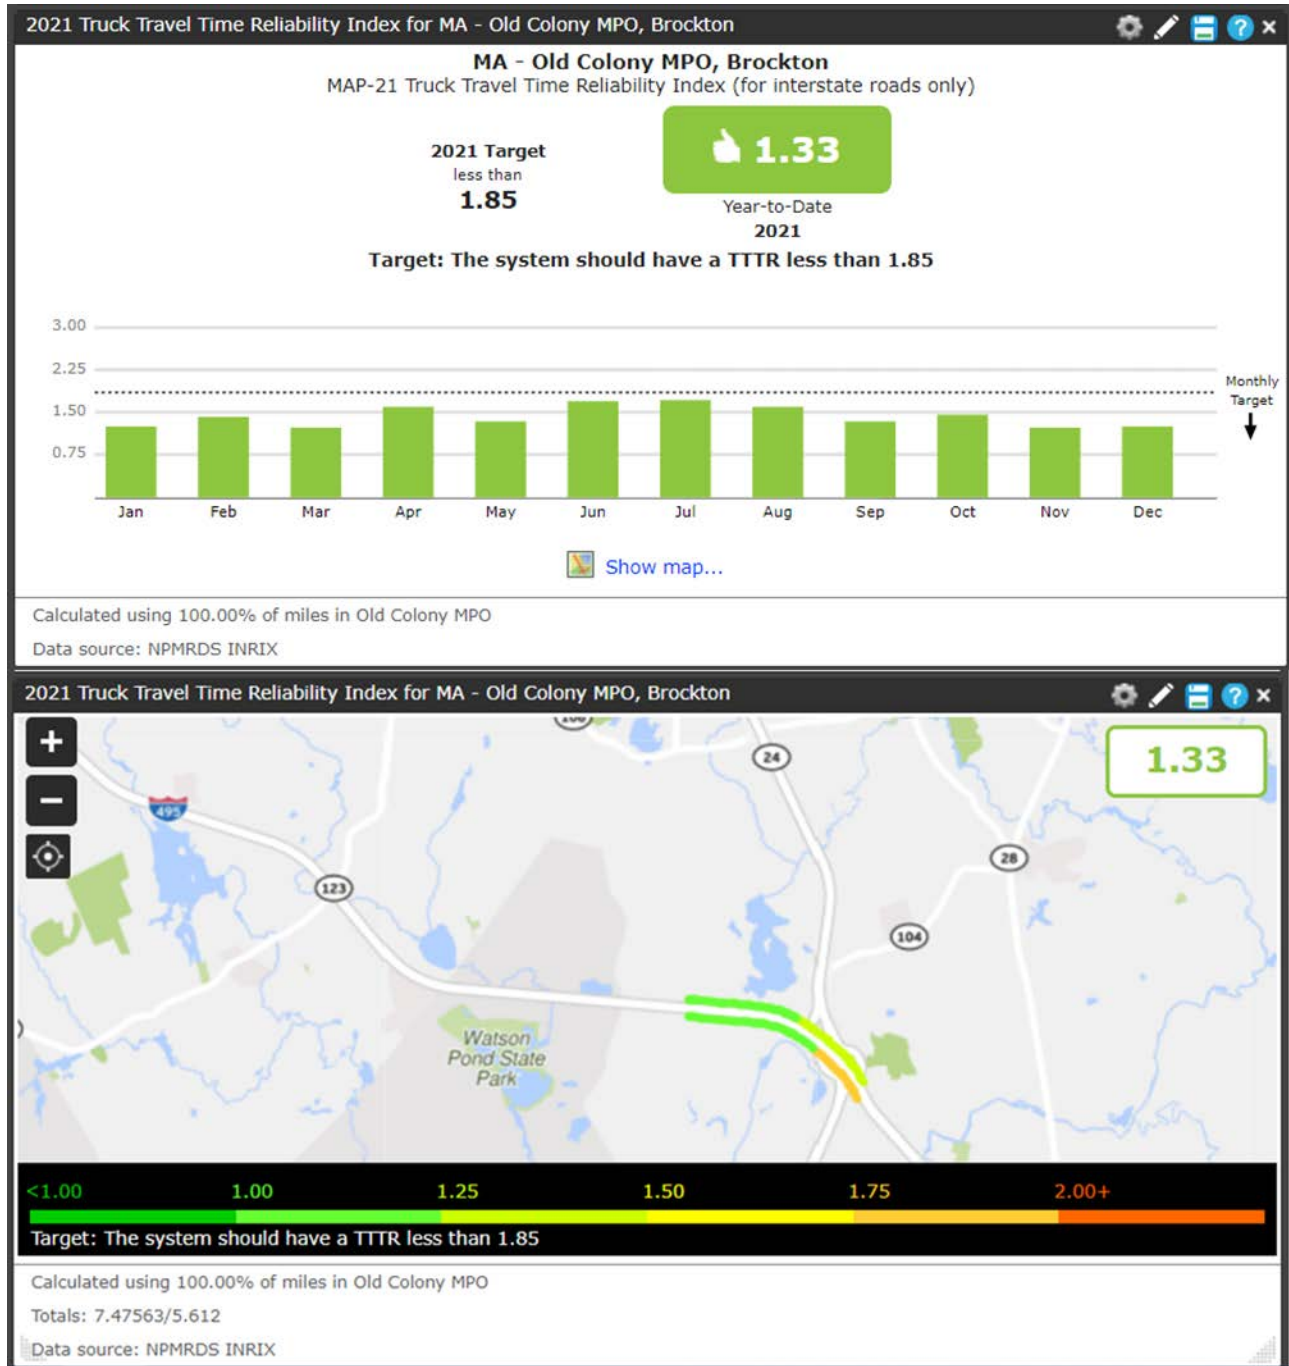 2021 Truck Travel Time Reliability Index for MA - Old Colony MPO, Brockton
MA - Old Colony MPO, Brockton
MAP-21 Truck Travel Time Reliability Index (for interstate roads only)
2021 Target
less than
1.85
1.33
Year-to-Date
2021
Target: The system should have a TTTR less than 1.85
3.00
2.25
1.50
0.75
Monthly
Target
Jan Feb Mar Apr May Jun Jul Aug Sep Oct Nov Dec
Show map...
Calculated using 100.00% of miles in Old Colony MPO
Data source: NPMRDS INRIX
2021 Truck Travel Time Reliability Index for MA - Old Colony MPO, Brockton
1.33
24
495
28
123
104
Watson
Pond State
Park
<1.00 1.00 1.25 1.50 1.75 2.00+
Target: The system should have a TTTR less than 1.85
Calculated using 100.00% of miles in Old Colony MPO
Totals: 7.47563/5.612
Data source: NPMRDS INRIX